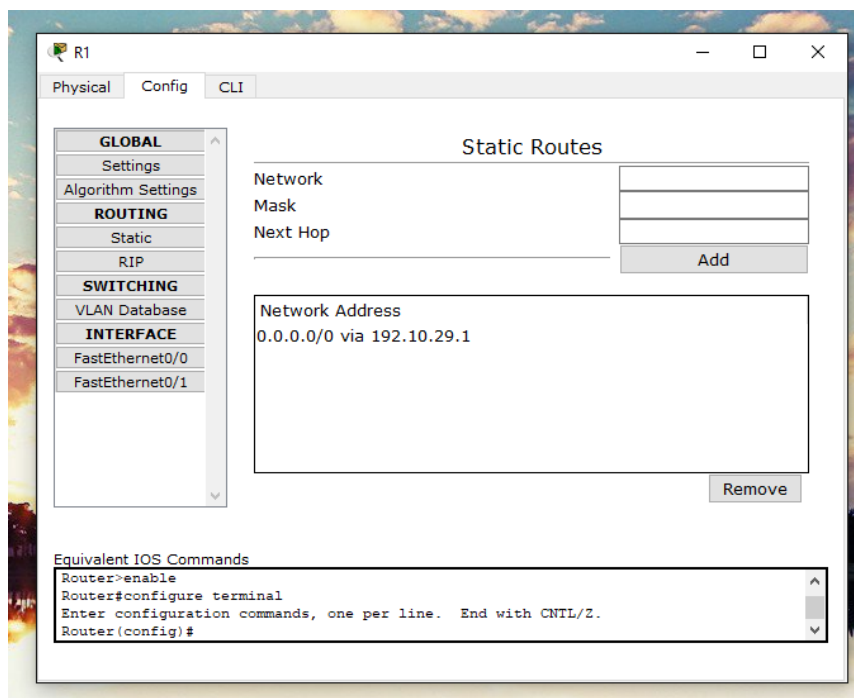 R1
Physical Config CLI
GLOBAL
Settings
Algorithm Settings
ROUTING
Static
RIP
SWITCHING
VLAN Database
INTERFACE
FastEthernet0/0
FastEthernet0/1
Static Routes
Network
Mask
Next Hop
Add
Network Address
0.0.0.0/0 via 192.10.29.1
Remove
Equivalent IOS Commands
Router>enable
Router#configure terminal
Enter configuration commands, one per line.  End with CNTL/Z.
Router(config)#